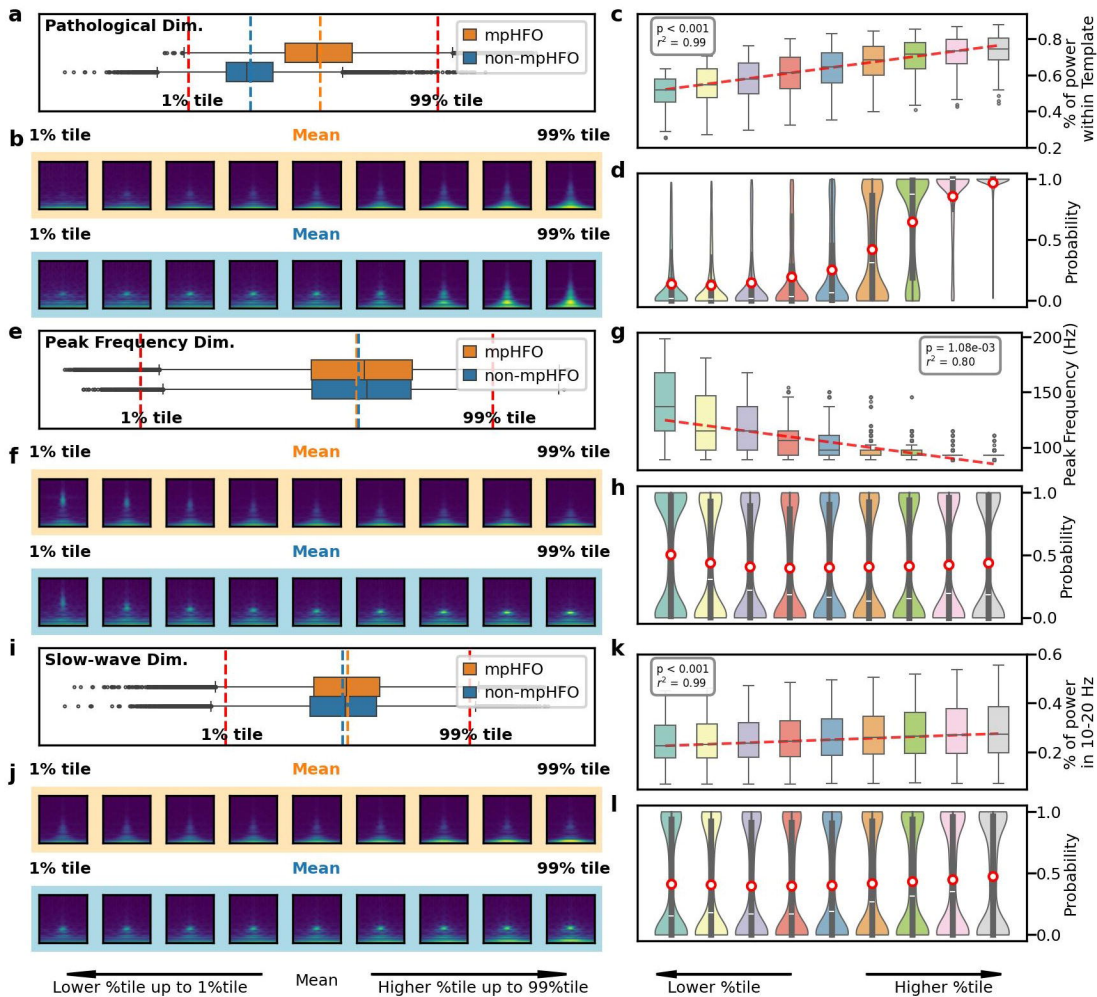 a
Pathological Dim.
mpHFO
non-mpHFO
1% tile
99% tile
b
1% tile
Mean
99% tile
1% tile
Mean
99% tile
c
p < 0.001
r² = 0.99
0.8
0.6
0.4
0.2
% of power
within Template
d
1.0
0.5
0.0
Probability
e
Peak Frequency Dim.
mpHFO
non-mpHFO
1% tile
99% tile
f
1% tile
Mean
99% tile
1% tile
Mean
99% tile
g
p = 1.08e-03
r² = 0.80
200
150
100
Peak Frequency (Hz)
h
1.0
0.5
0.0
Probability
i
Slow-wave Dim.
mpHFO
non-mpHFO
1% tile
99% tile
j
1% tile
Mean
99% tile
1% tile
Mean
99% tile
k
p < 0.001
r² = 0.99
0.6
0.4
0.2
% of power
in 10-20 Hz
l
1.0
0.5
0.0
Probability
Lower %tile up to 1%tile
Mean
Higher %tile up to 99%tile
Lower %tile
Higher %tile